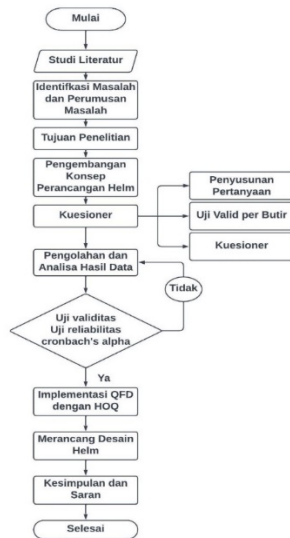 Mulai
Studi Literatur
Identifkasi Masalah
dan Perumusan
Masalah
Tujuan Penelitian
Pengembangan
Konsep
Perancangan Helm
Kuesioner
Penyusunan
Pertanyaan
Uji Valid per Butir
Kuesioner
Pengolahan dan
Analisa Hasil Data
Tidak
Uji validitas
Uji reliabilitas
cronbach's alpha
Ya
Implementasi QFD
dengan HOQ
Merancang Desain
Helm
Kesimpulan dan
Saran
Selesai